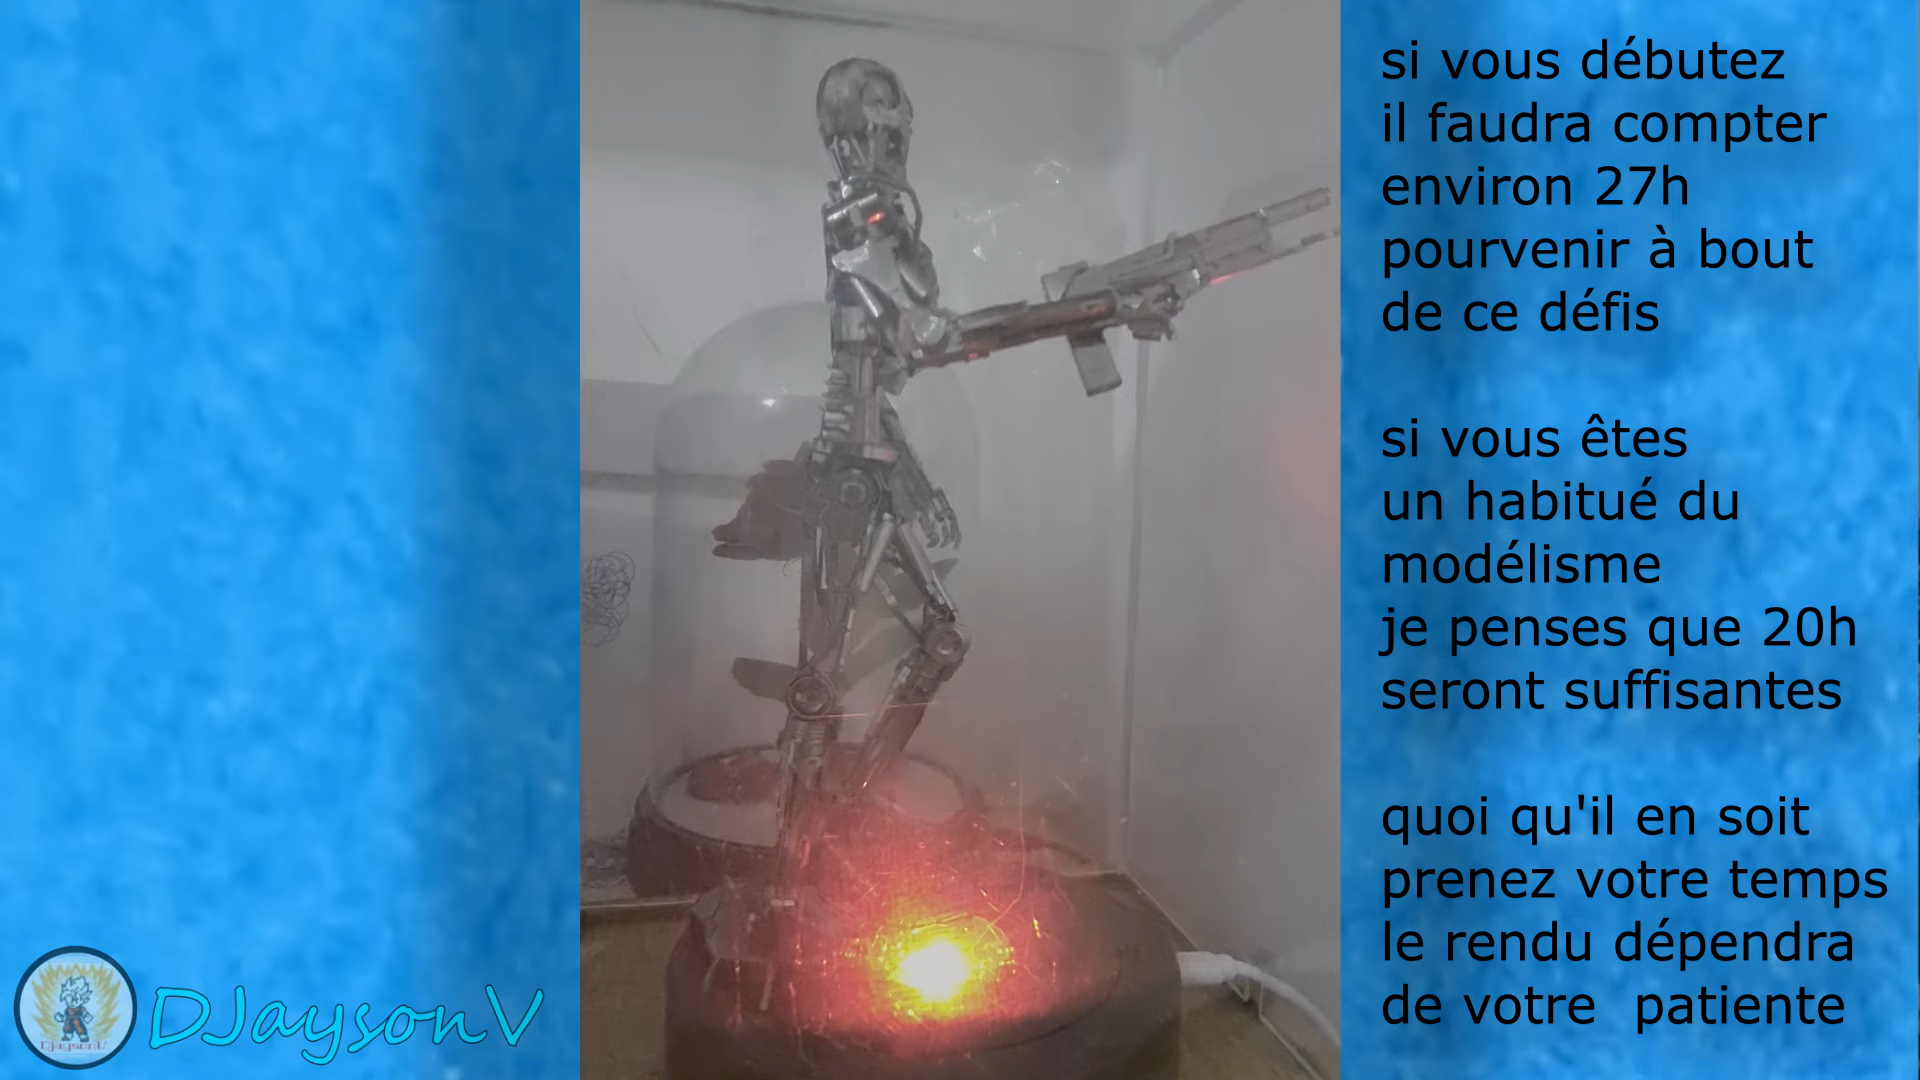 si vous débutez
il faudra compter
environ 27h
pourvenir à bout
de ce défis
si vous êtes
un habitué du
modélisme
je penses que 20h
seront suffisantes
quoi qu'il en soit
prenez votre temps
le rendu dépendra
de votre  patiente
DJaysonV
DjaysonV